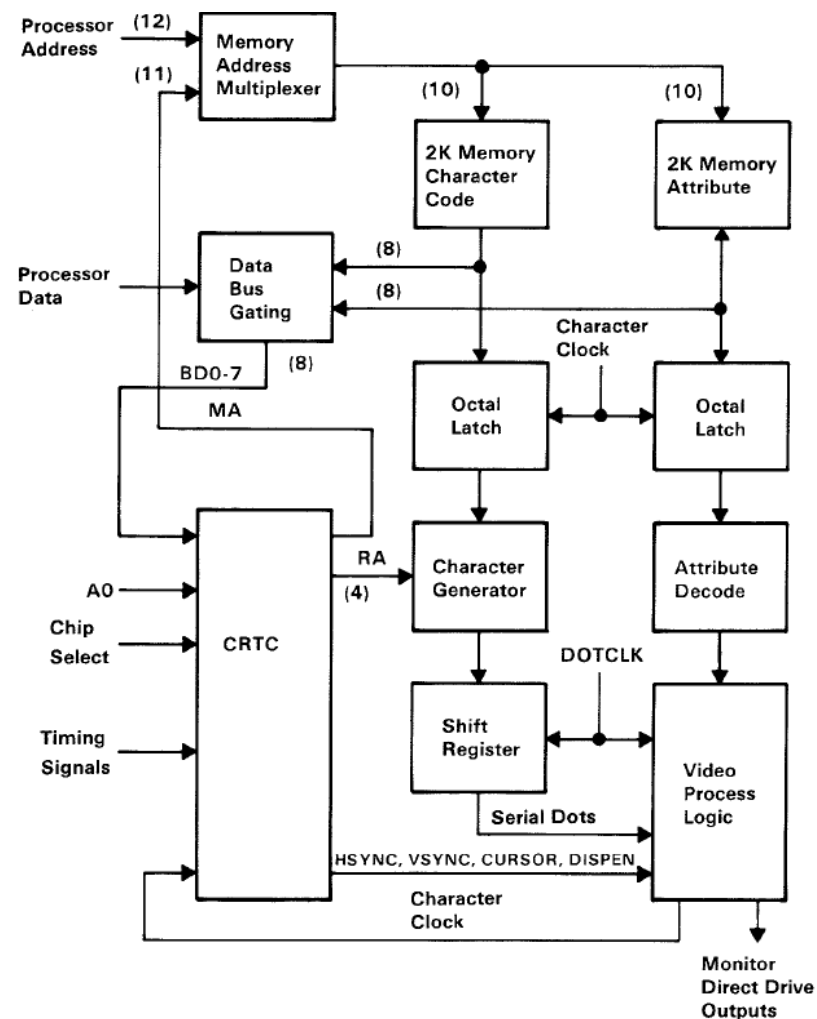 Processor
Address
(12)
(11)
Memory
Address
Multiplexer
(10)
(10)
2K Memory
Character
Code
2K Memory
Attribute
Processor
Data
Data
Bus
Gating
(8)
(8)
(8)
BD0-7
MA
Character
Clock
Octal
Latch
Octal
Latch
RA
(4)
Character
Generator
Attribute
Decode
A0
Chip
Select
CRTC
DOTCLK
Timing
Signals
Shift
Register
Video
Process
Logic
Serial Dots
HSYNC, VSYNC, CURSOR, DISPEN
Character
Clock
Monitor
Direct Drive
Outputs